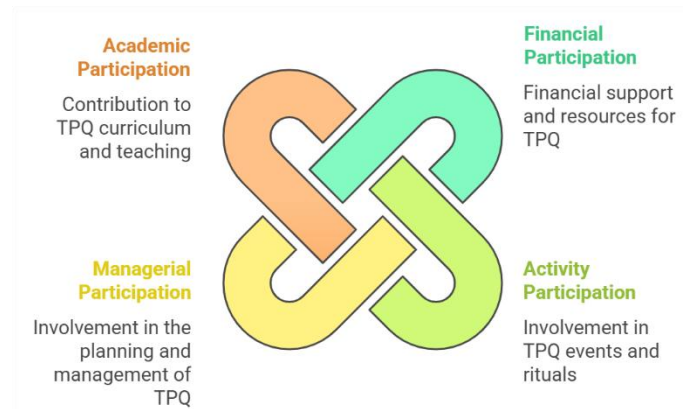 Academic
Participation
Contribution to
TPQ curriculum
and teaching
Financial
Participation
Financial support
and resources for
TPQ
Managerial
Participation
Involvement in the
planning and
management of
TPQ
Activity
Participation
Involvement in
TPQ events and
rituals